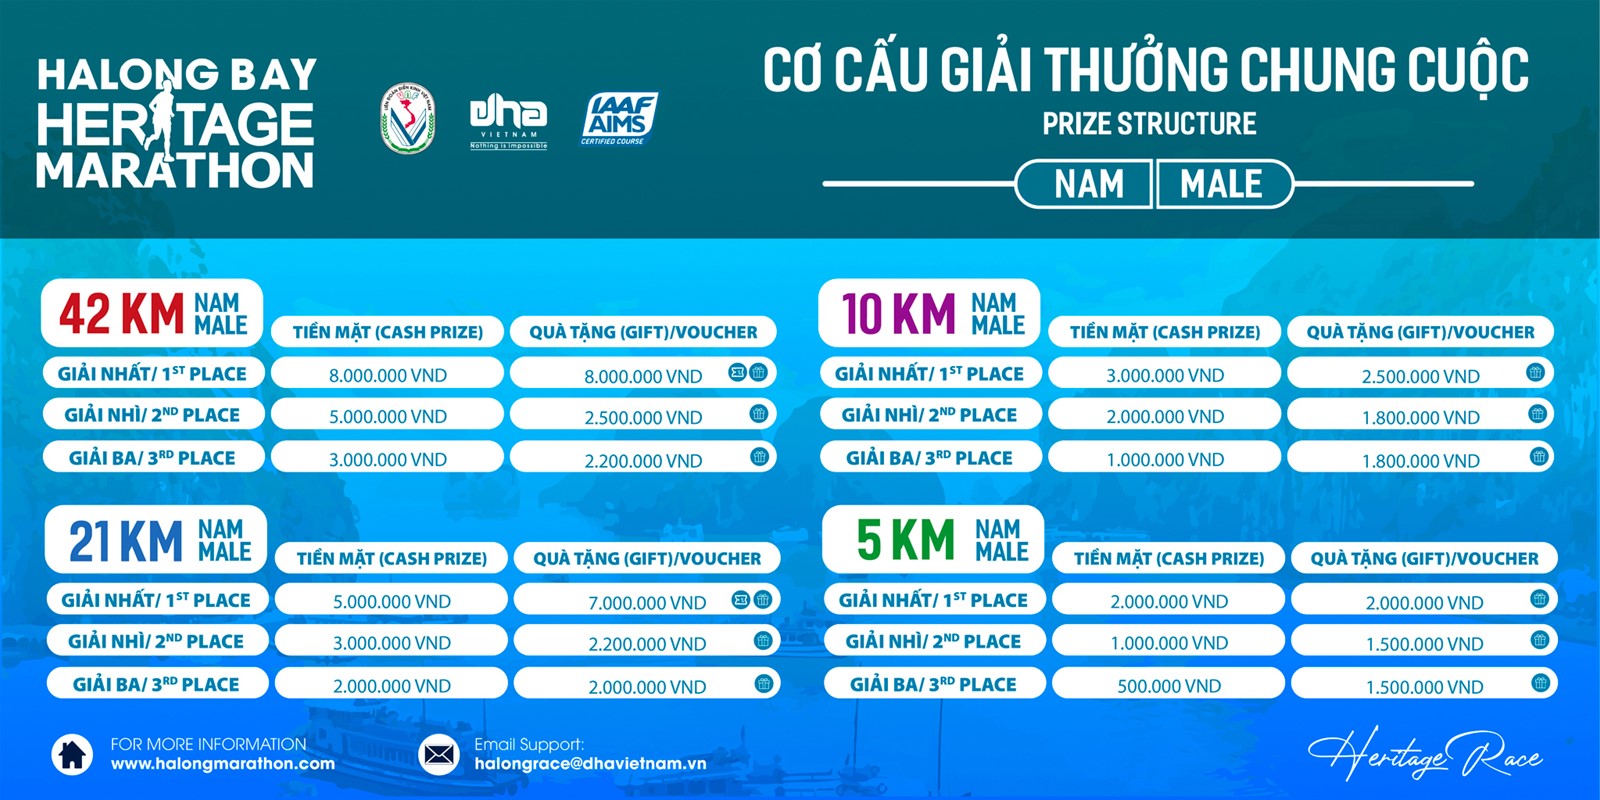 HALONG BAY
HERITAGE
MARATHON
LIÊN ĐOÀN ĐIỀN KINH VIỆT NAM
dha
VIETNAM
Nothing is impossible
IAAF
AIMS
CERTIFIED COURSE
CƠ CẤU GIẢI THƯỞNG CHUNG CUỘC
PRIZE STRUCTURE
NAM MALE
42 KM NAM MALE
TIỀN MẶT (CASH PRIZE) QUÀ TẶNG (GIFT)/VOUCHER
GIẢI NHẤT/ 1ST PLACE 8.000.000 VND 8.000.000 VND
GIẢI NHÌ/ 2ND PLACE 5.000.000 VND 2.500.000 VND
GIẢI BA/ 3RD PLACE 3.000.000 VND 2.200.000 VND
10 KM NAM MALE
TIỀN MẶT (CASH PRIZE) QUÀ TẶNG (GIFT)/VOUCHER
GIẢI NHẤT/ 1ST PLACE 3.000.000 VND 2.500.000 VND
GIẢI NHÌ/ 2ND PLACE 2.000.000 VND 1.800.000 VND
GIẢI BA/ 3RD PLACE 1.000.000 VND 1.800.000 VND
21 KM NAM MALE
TIỀN MẶT (CASH PRIZE) QUÀ TẶNG (GIFT)/VOUCHER
GIẢI NHẤT/ 1ST PLACE 5.000.000 VND 7.000.000 VND
GIẢI NHÌ/ 2ND PLACE 3.000.000 VND 2.200.000 VND
GIẢI BA/ 3RD PLACE 2.000.000 VND 2.000.000 VND
5 KM NAM MALE
TIỀN MẶT (CASH PRIZE) QUÀ TẶNG (GIFT)/VOUCHER
GIẢI NHẤT/ 1ST PLACE 2.000.000 VND 2.000.000 VND
GIẢI NHÌ/ 2ND PLACE 1.000.000 VND 1.500.000 VND
GIẢI BA/ 3RD PLACE 500.000 VND 1.500.000 VND
FOR MORE INFORMATION
www.halongmarathon.com
Email Support:
halongrace@dhavietnam.vn
Heritage Race